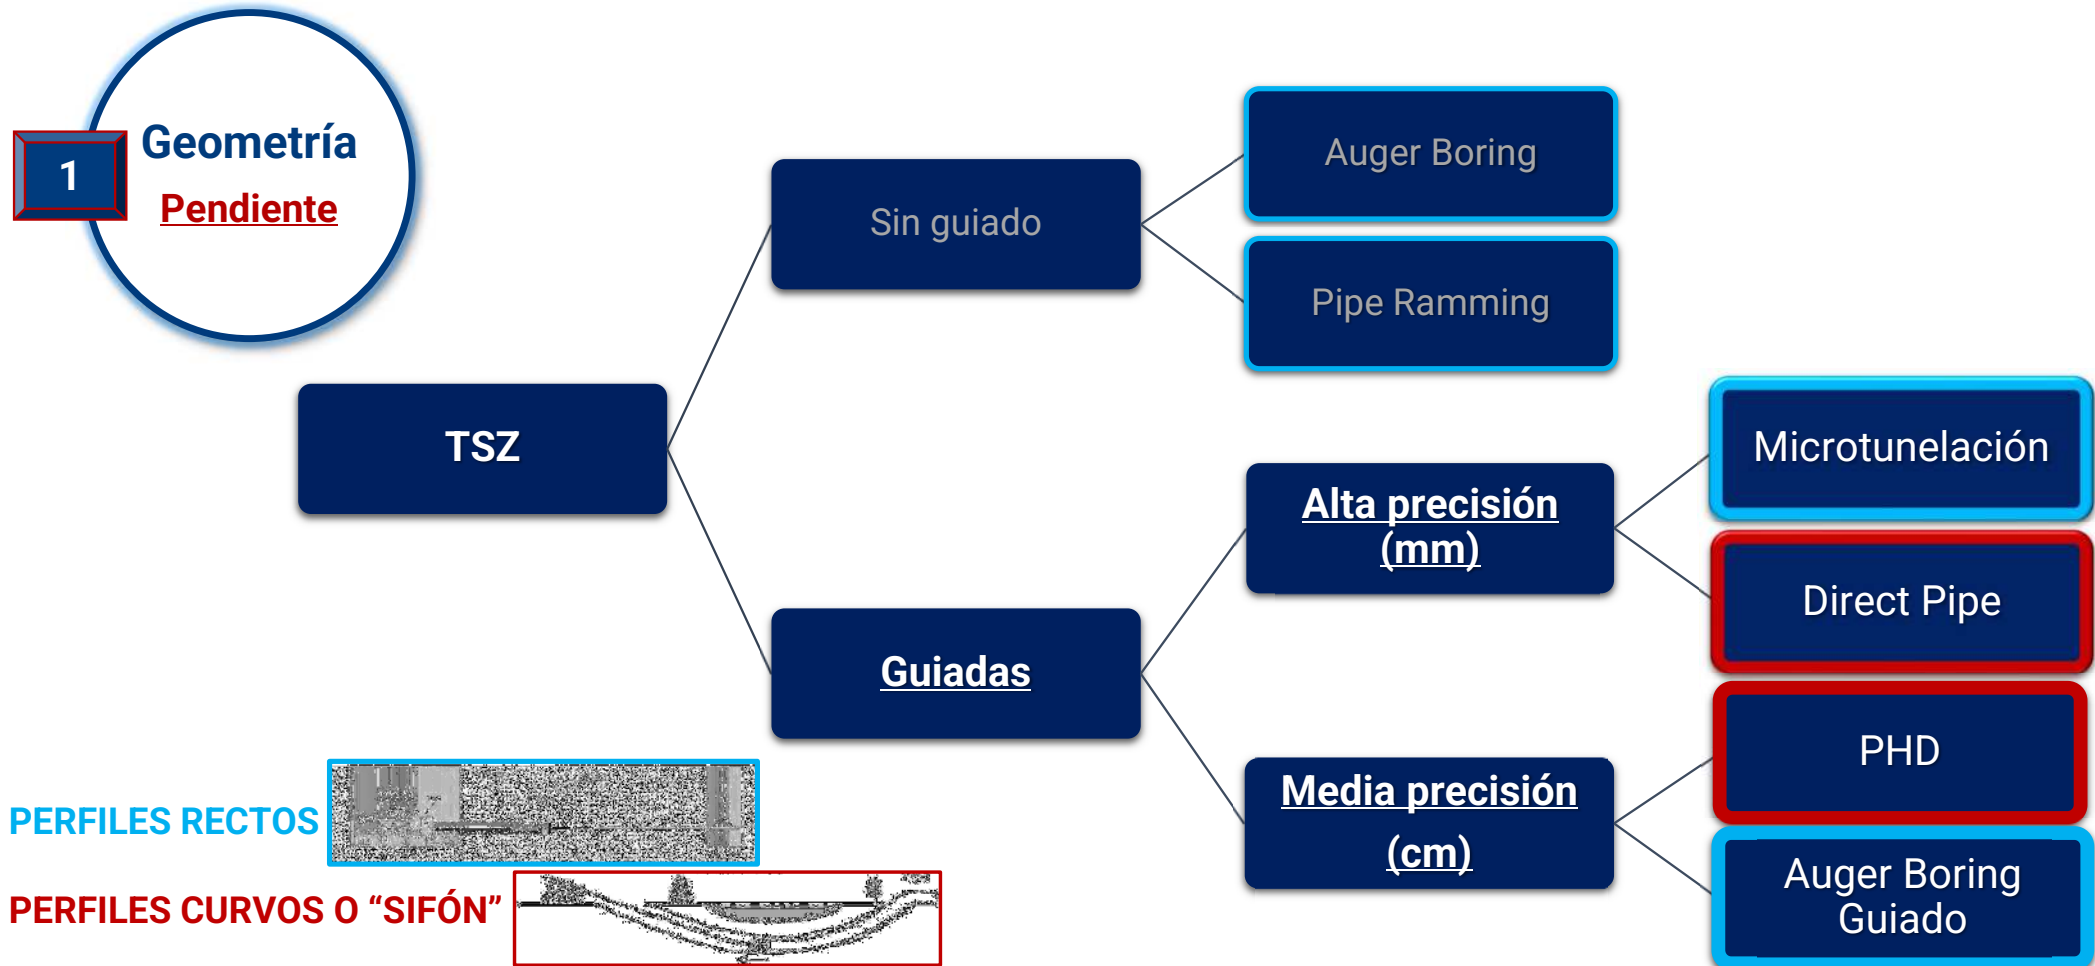 1
Geometría
Pendiente
Auger Boring
Sin guiado
Pipe Ramming
TSZ
Microtunelación
Alta precisión
(mm)
Direct Pipe
Guiadas
PHD
Media precisión
(cm)
Auger Boring
Guiado
PERFILES RECTOS
PERFILES CURVOS O “SIFÓN”